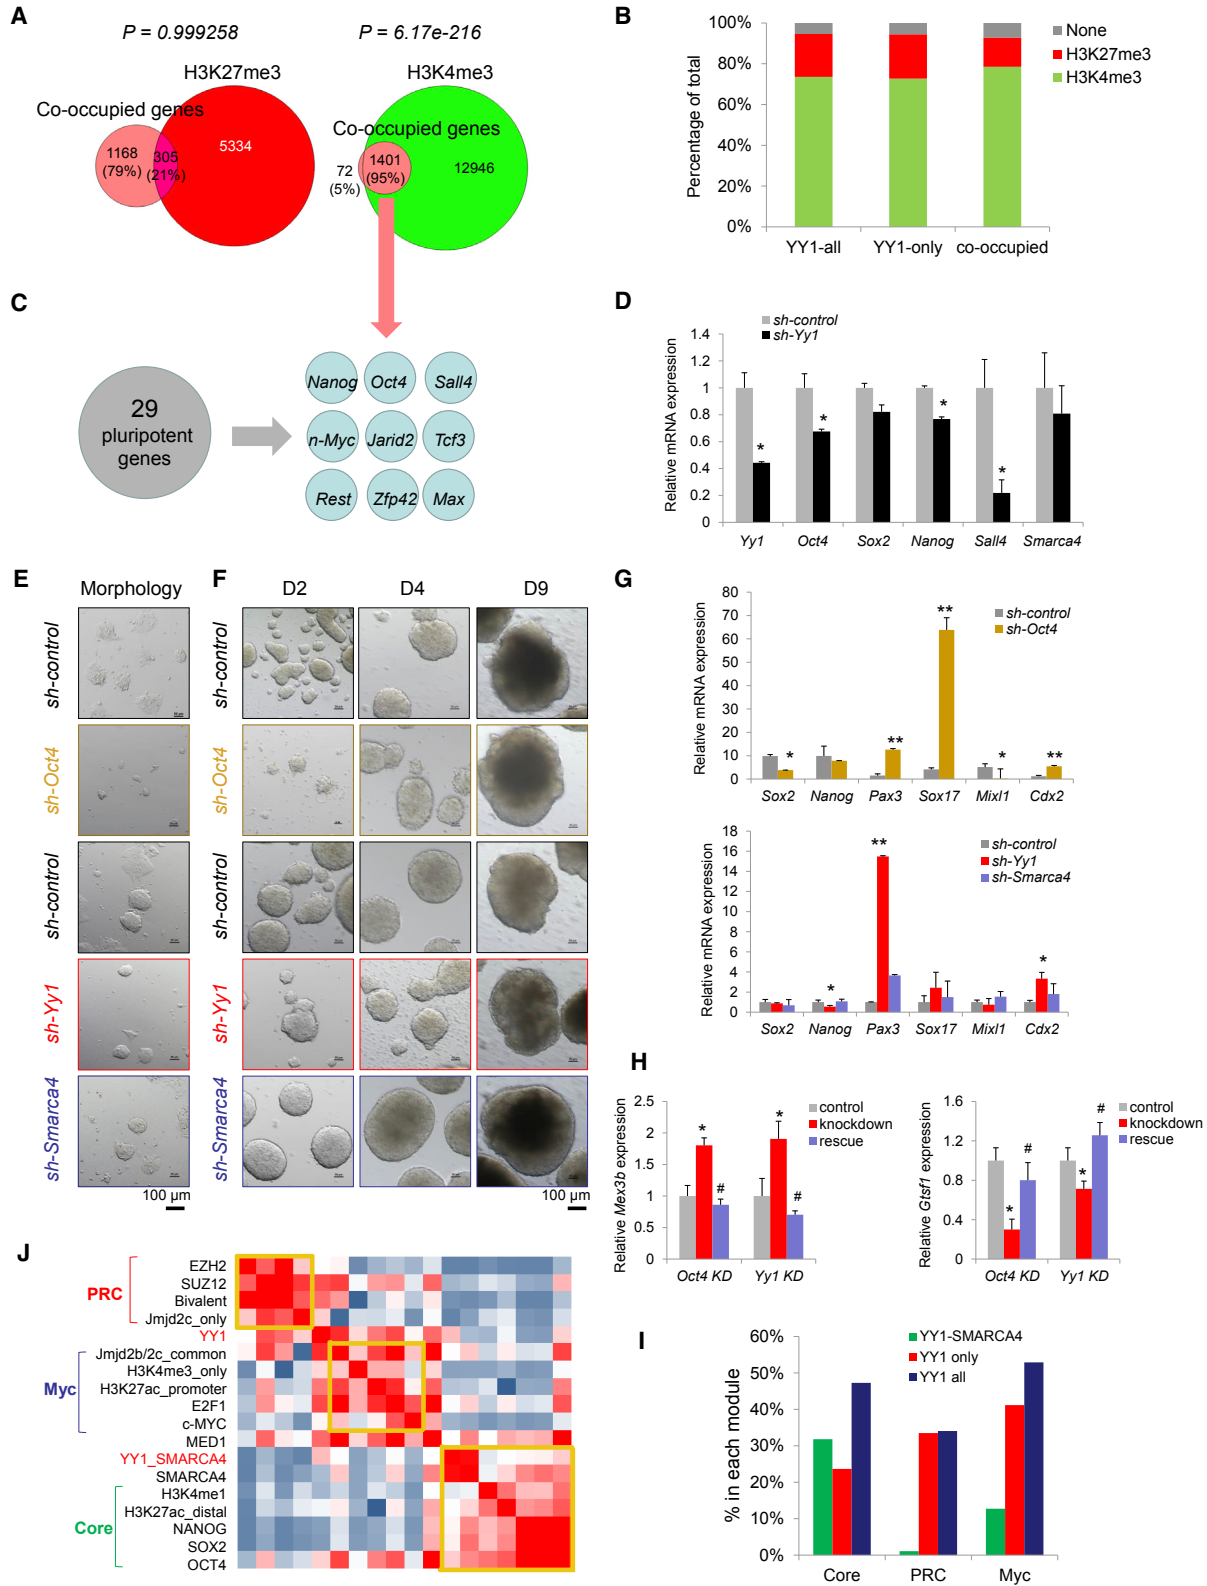 A
P = 0.999258
P = 6.17e-216
H3K27me3
H3K4me3
Co-occupied genes
Co-occupied genes
1168
(79%)
305
(21%)
5334
72
(5%)
1401
(95%)
12946
B
100%
80%
60%
40%
20%
0%
Percentage of total
YY1-all
YY1-only
co-occupied
None
H3K27me3
H3K4me3
C
29
pluripotent
genes
Nanog
Oct4
Sall4
n-Myc
Jarid2
Tcf3
Rest
Zfp42
Max
D
sh-control
sh-Yy1
Relative mRNA expression
1.4
1.2
1
0.8
0.6
0.4
0.2
0
*
*
*
*
Yy1
Oct4
Sox2
Nanog
Sall4
Smarca4
E
Morphology
F
D2
D4
D9
sh-control
sh-control
sh-Oct4
sh-Oct4
sh-control
sh-control
sh-Yy1
sh-Yy1
sh-Smarca4
sh-Smarca4
100 µm
100 µm
G
Relative mRNA expression
80
70
60
50
40
30
20
10
0
sh-control
sh-Oct4
*
**
**
*
**
Sox2
Nanog
Pax3
Sox17
Mixl1
Cdx2
Relative mRNA expression
18
16
14
12
10
8
6
4
2
0
sh-control
sh-Yy1
sh-Smarca4
*
**
*
Sox2
Nanog
Pax3
Sox17
Mixl1
Cdx2
H
Relative Mex3b expression
2.5
2
1.5
1
0.5
0
control
knockdown
rescue
*
#
*
#
Oct4 KD
Yy1 KD
Relative Gtsf1 expression
1.6
1.2
0.8
0.4
0
control
knockdown
rescue
*
#
*
#
Oct4 KD
Yy1 KD
J
PRC
Myc
Core
EZH2
SUZ12
Bivalent
Jmjd2c_only
YY1
Jmjd2b/2c_common
H3K4me3_only
H3K27ac_promoter
E2F1
c-MYC
MED1
YY1_SMARCA4
SMARCA4
H3K4me1
H3K27ac_distal
NANOG
SOX2
OCT4
I
% in each module
60%
50%
40%
30%
20%
10%
0%
YY1-SMARCA4
YY1 only
YY1 all
Core
PRC
Myc